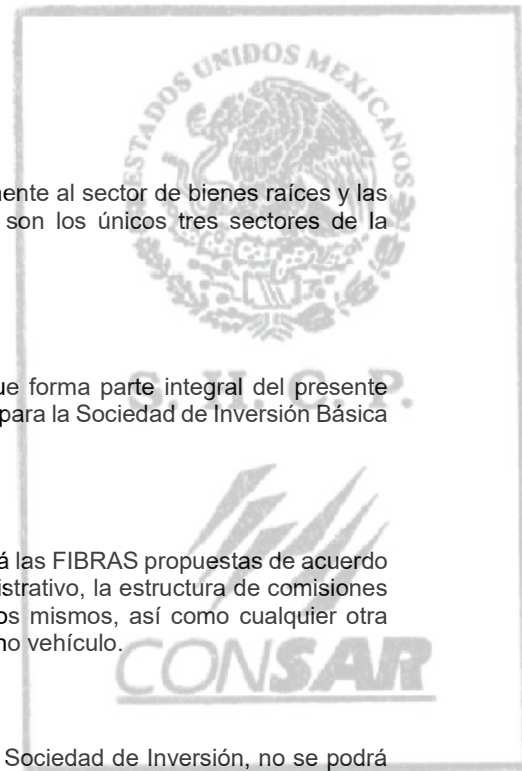 ESTADOS UNIDOS MEXICANOS
mente al sector de bienes raíces y las
son los únicos tres sectores de la
ue forma parte integral del presente
S. H. C. P.
para la Sociedad de Inversión Básica
á las FIBRAS propuestas de acuerdo
istrativo, la estructura de comisiones
os mismos, así como cualquier otra
no vehículo.
CONSAR
Sociedad de Inversión, no se podrá